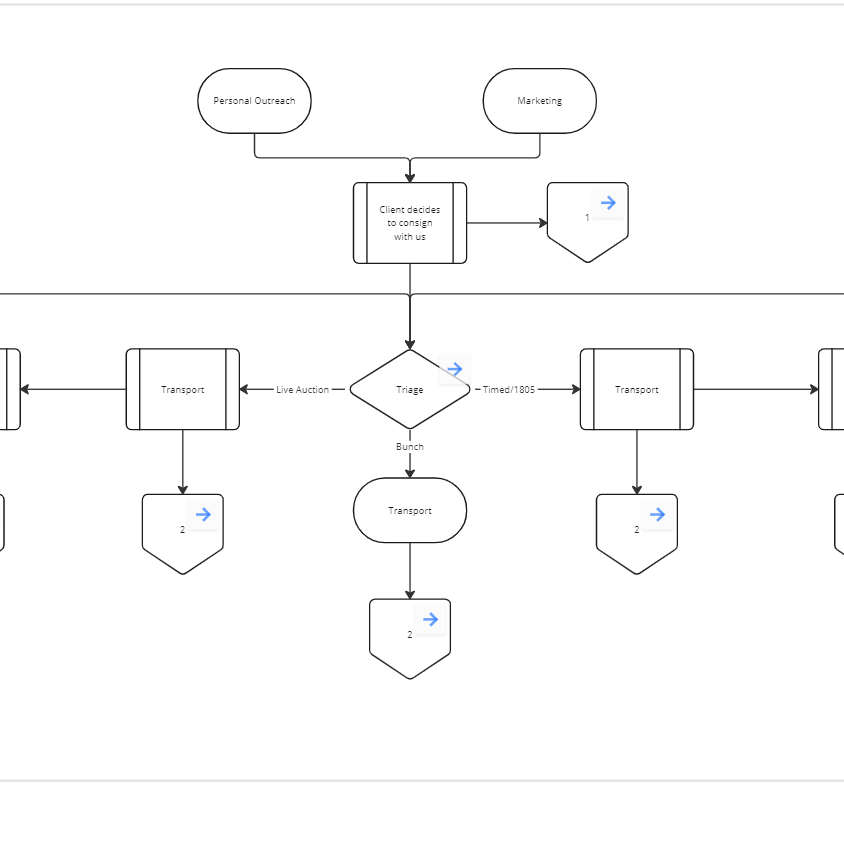 Personal Outreach
Marketing
Client decides
to consign
with us
1
Transport
Live Auction
Triage
Timed/1805
Transport
Bunch
Transport
2
2
2